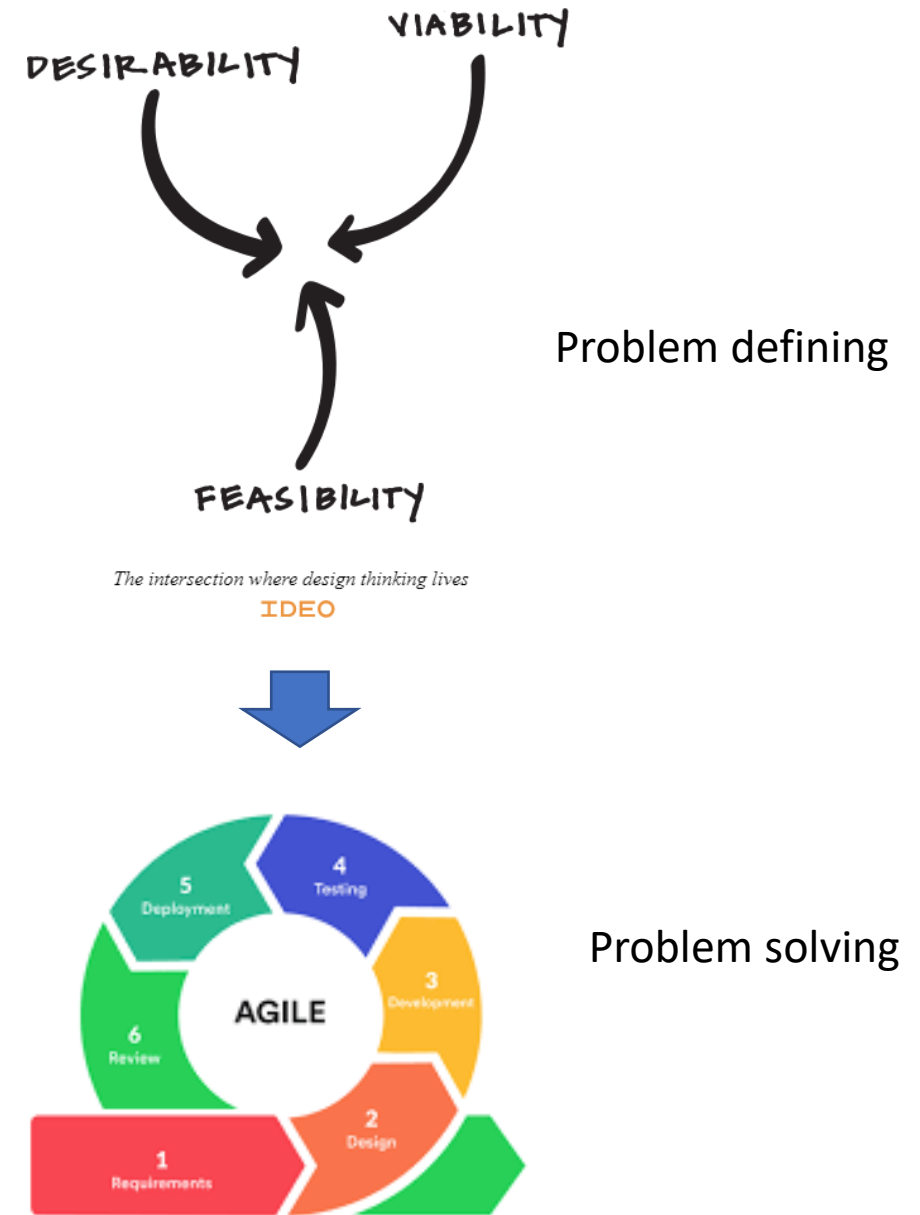 VIABILITY
DESIRABILITY
Problem defining
FEASIBILITY
The intersection where design thinking lives
IDEO
4
Testing
5
Deployment
Problem solving
3
Development
AGILE
6
Review
2
Design
1
Requirements